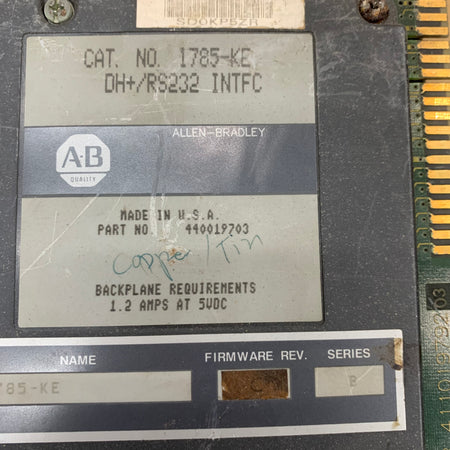 SD0KP5ZR
CAT. NO. 1785-KE
DH+/RS232 INTFC
ALLEN-BRADLEY
A-B
QUALITY
MADE IN U.S.A.
PART NO. 440019703
Copper/Tin
BACKPLANE REQUIREMENTS
1.2 AMPS AT 5VDC
NAME FIRMWARE REV. SERIES
785-KE B